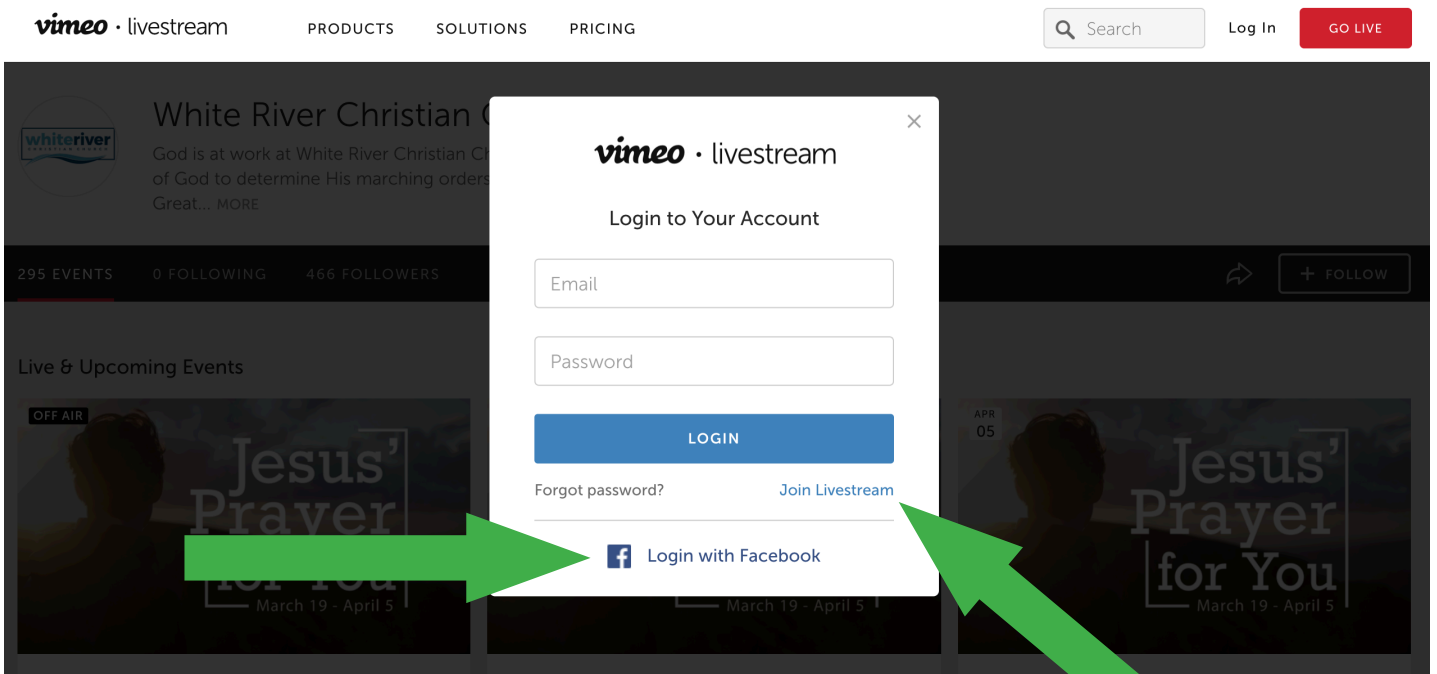 vimeo · livestream PRODUCTS SOLUTIONS PRICING Search Log In GO LIVE
whiteriver
CHRISTIAN CHURCH
White River Christian
God is at work at White River Christian
of God to determine His marching orders
Great... MORE
295 EVENTS 0 FOLLOWING 466 FOLLOWERS + FOLLOW
Live & Upcoming Events
OFF AIR
Jesus'
Prayer
for You
March 19 - April 5
March 19 - April 5
APR
05
Jesus'
Prayer
for You
March 19 - April 5
×
vimeo · livestream
Login to Your Account
Email
Password
LOGIN
Forgot password? Join Livestream
f Login with Facebook